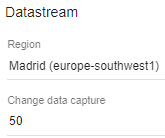 Datastream
Region
Madrid (europe-southwest1)
Change data capture
50